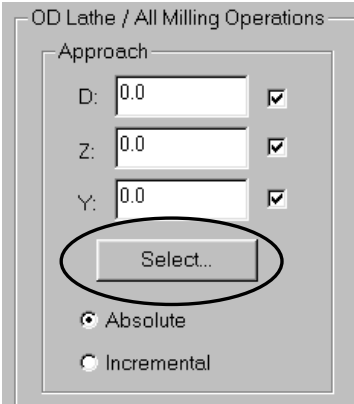 OD Lathe / All Milling Operations
Approach
D: 0.0
Z: 0.0
Y: 0.0
Select...
Absolute
Incremental